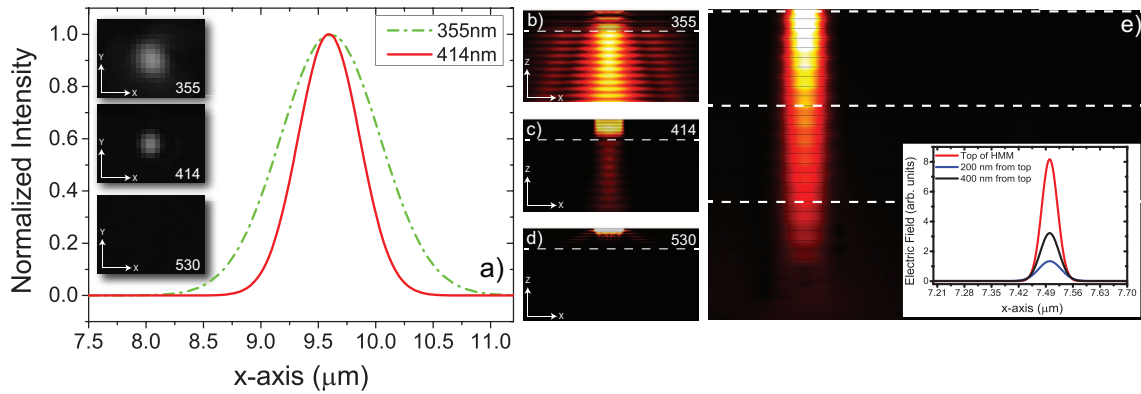 Normalized Intensity
1.0
0.8
0.6
0.4
0.2
0.0
7.5 8.0 8.5 9.0 9.5 10.0 10.5 11.0
x-axis (μm)
355nm
414nm
a)
Y
X
355
Y
X
414
Y
X
530
b)
355
Z
X
c)
414
Z
X
d)
530
Z
X
e)
Top of HMM
200 nm from top
400 nm from top
Electric Field (arb. units)
8
6
4
2
0
7.21 7.28 7.35 7.42 7.49 7.56 7.63 7.70
x-axis (μm)